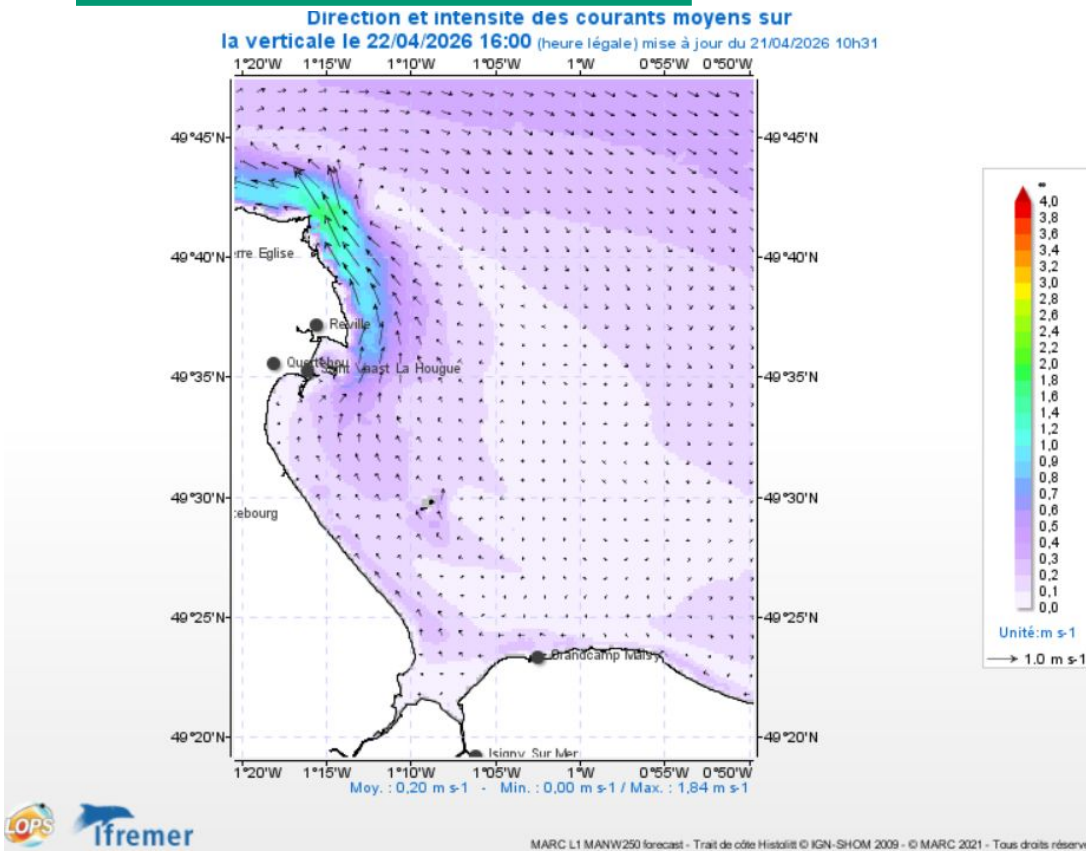 Direction et intensite des courants moyens sur
la verticale le 22/04/2026 16:00 (heure légale) mise à jour du 21/04/2026 10h31
1°20'W 1°15'W 1°10'W 1°05'W 1°W 0°55'W 0°50'W
49°45'N 49°45'N
49°40'N erre Eglise 49°40'N
Réville
Quettehou
49°35'N Saint Vaast La Hougue 49°35'N
49°30'N 49°30'N
tebourg
49°25'N 49°25'N
Grandcamp Maisy
49°20'N 49°20'N
Isigny Sur Mer
1°20'W 1°15'W 1°10'W 1°05'W 1°W 0°55'W 0°50'W
Moy. : 0,20 m s-1 - Min. : 0,00 m s-1 / Max. : 1,84 m s-1
∞
4,0
3,8
3,6
3,4
3,2
3,0
2,8
2,6
2,4
2,2
2,0
1,8
1,6
1,4
1,2
1,0
0,9
0,8
0,7
0,6
0,5
0,4
0,3
0,2
0,1
0,0
Unité:m s-1
1.0 m s-1
LOPS
Ifremer
MARC L1 MANW250 forecast - Trait de côte Histolitt © IGN-SHOM 2009 - © MARC 2021 - Tous droits réservé